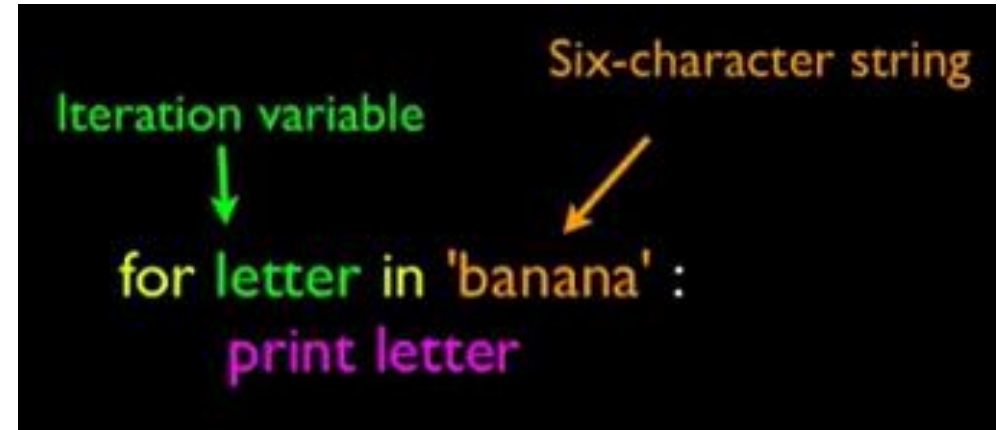 Six-character string
Iteration variable
for letter in 'banana' :
print letter